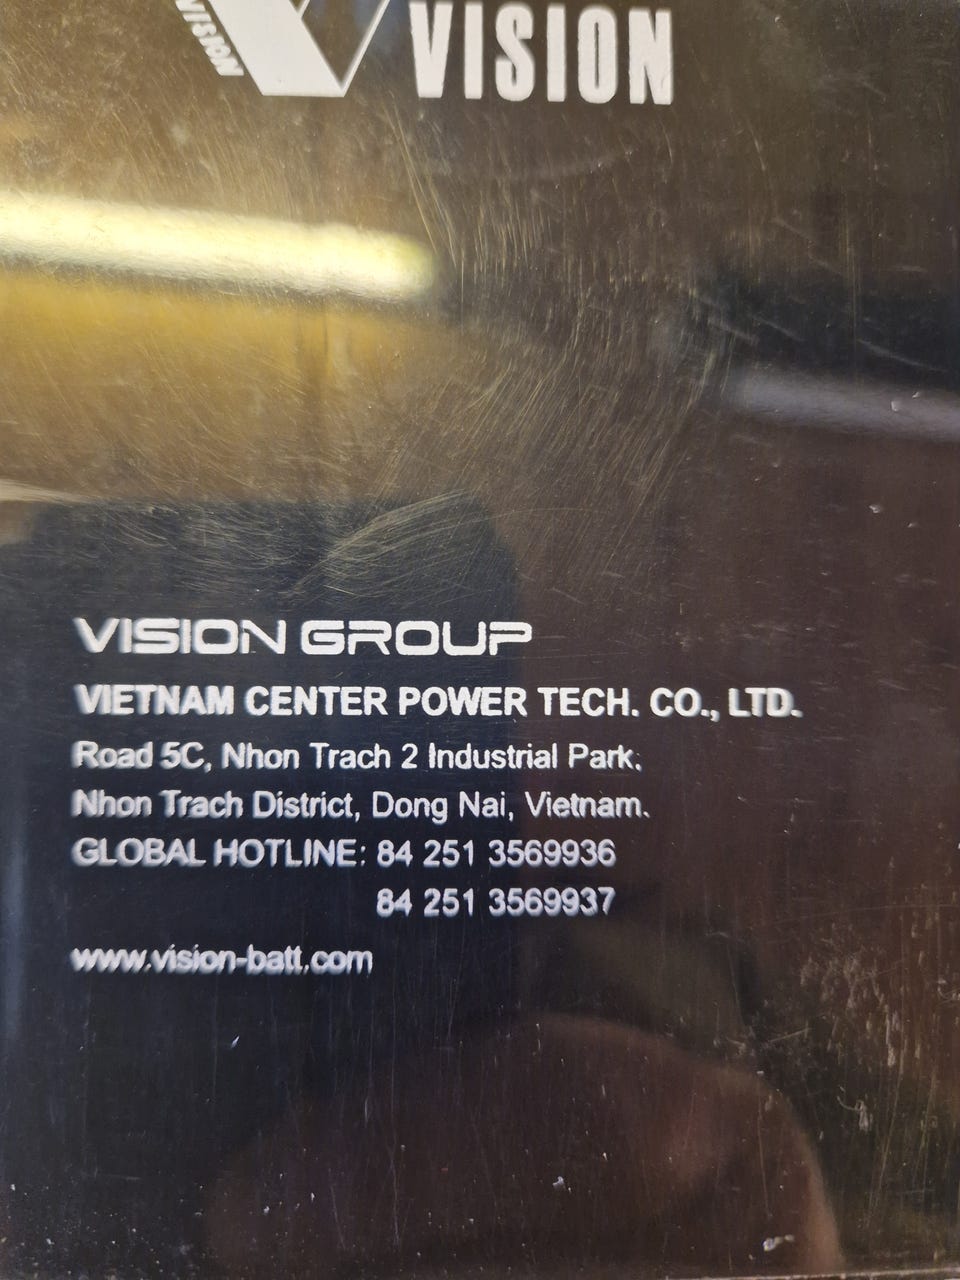 VISION
VISION
VISION GROUP
VIETNAM CENTER POWER TECH. CO., LTD.
Road 5C, Nhon Trach 2 Industrial Park.
Nhon Trach District, Dong Nai, Vietnam.
GLOBAL HOTLINE: 84 251 3569936
84 251 3569937
www.vision-batt.com